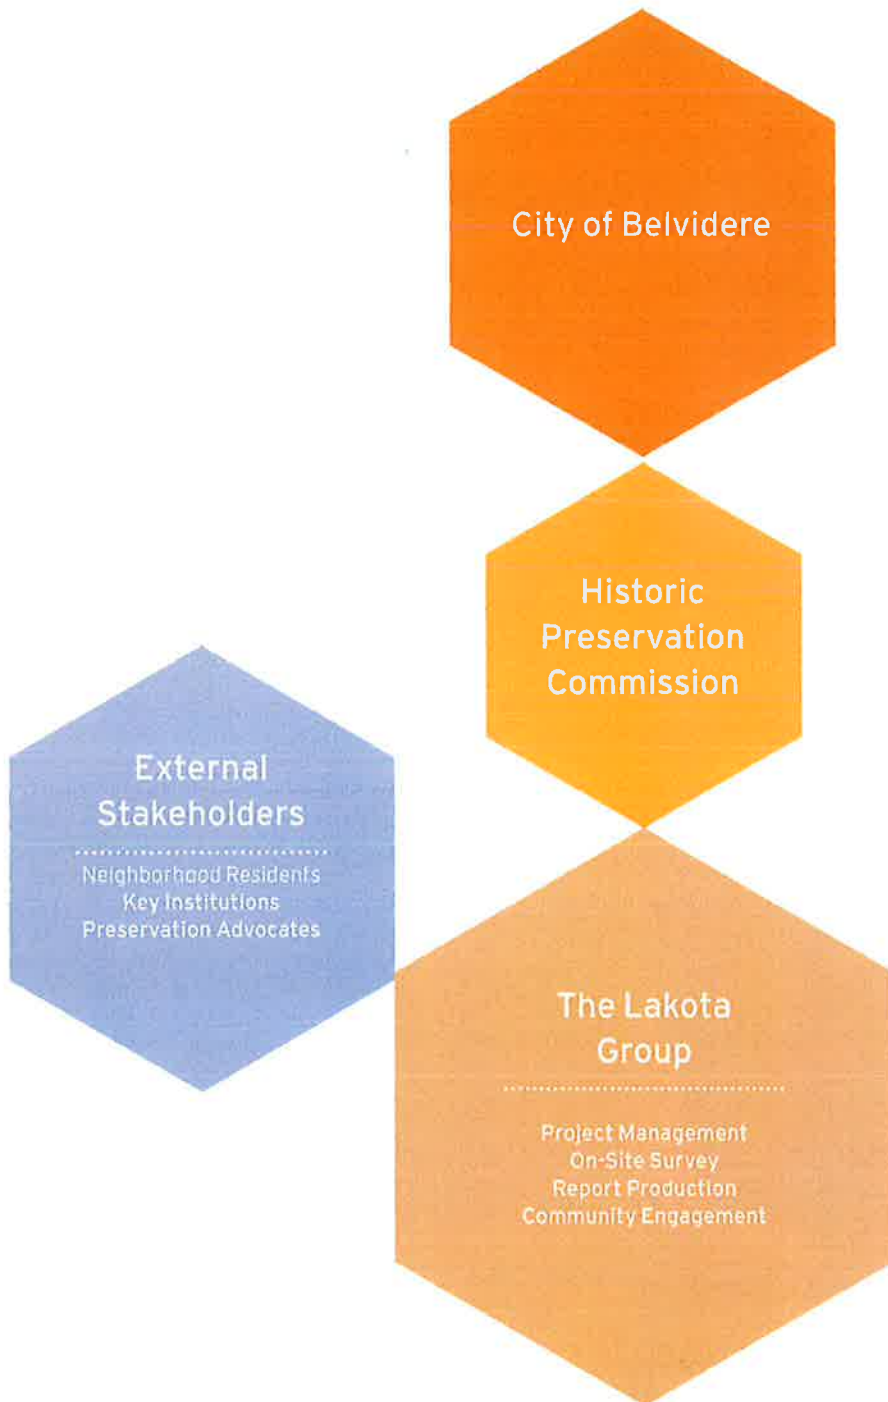 City of Belvidere
Historic
Preservation
Commission
External
Stakeholders
Neighborhood Residents
Key Institutions
Preservation Advocates
The Lakota
Group
Project Management
On-Site Survey
Report Production
Community Engagement